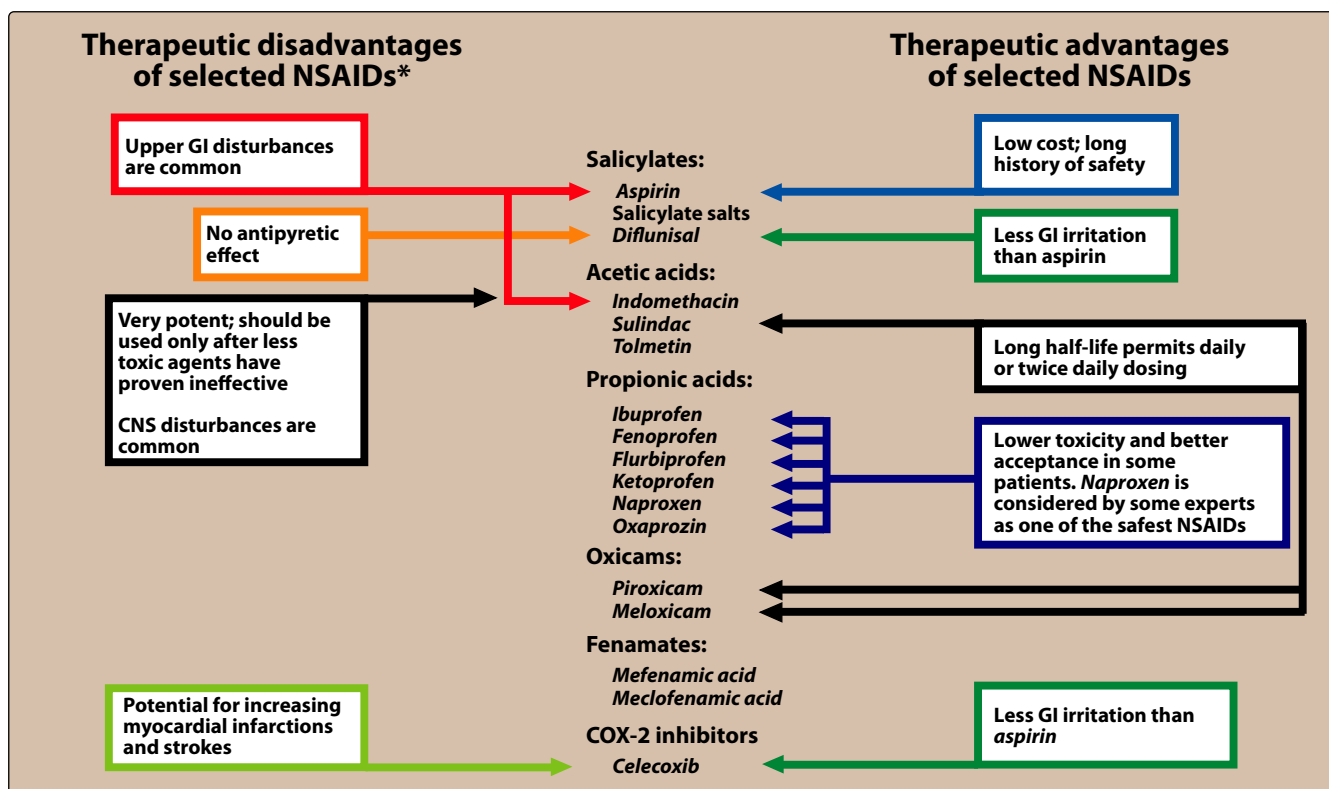 Therapeutic disadvantages
of selected NSAIDs*
Upper GI disturbances
are common
No antipyretic
effect
Very potent; should be
used only after less
toxic agents have
proven ineffective
CNS disturbances are
common
Potential for increasing
myocardial infarctions
and strokes
Salicylates:
Aspirin
Salicylate salts
Diflunisal
Acetic acids:
Indomethacin
Sulindac
Tolmetin
Propionic acids:
Ibuprofen
Fenoprofen
Flurbiprofen
Ketoprofen
Naproxen
Oxaprozin
Oxicams:
Piroxicam
Meloxicam
Fenamates:
Mefenamic acid
Meclofenamic acid
COX-2 inhibitors
Celecoxib
Therapeutic advantages
of selected NSAIDs
Low cost; long
history of safety
Less GI irritation
than aspirin
Long half-life permits daily
or twice daily dosing
Lower toxicity and better
acceptance in some
patients. Naproxen is
considered by some experts
as one of the safest NSAIDs
Less GI irritation than
aspirin